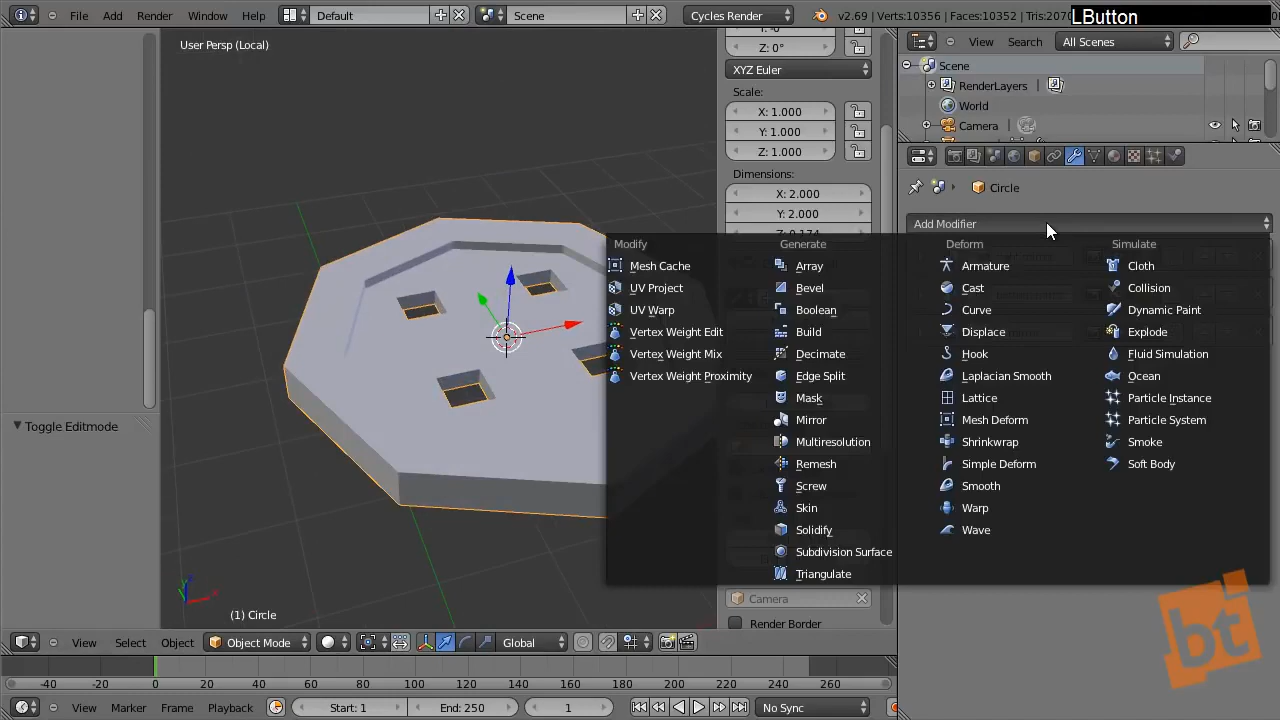 File Add Render Window Help Default Scene Cycles Render v2.69 | Verts:10356 | Faces:10352 | Tris:207
LButton
User Persp (Local)
View Search All Scenes
Scene
RenderLayers |
World
Camera
Z: 0°
XYZ Euler
Scale:
X: 1.000
Y: 1.000
Z: 1.000
Dimensions:
X: 2.000
Y: 2.000
Circle
Add Modifier
Modify
Mesh Cache
UV Project
UV Warp
Vertex Weight Edit
Vertex Weight Mix
Vertex Weight Proximity
Generate
Array
Bevel
Boolean
Build
Decimate
Edge Split
Mask
Mirror
Multiresolution
Remesh
Screw
Skin
Solidify
Subdivision Surface
Triangulate
Deform
Armature
Cast
Curve
Displace
Hook
Laplacian Smooth
Lattice
Mesh Deform
Shrinkwrap
Simple Deform
Smooth
Warp
Wave
Simulate
Cloth
Collision
Dynamic Paint
Explode
Fluid Simulation
Ocean
Particle Instance
Particle System
Smoke
Soft Body
Toggle Editmode
Camera
Render Border
(1) Circle
View Select Object Object Mode Global
-40 -20 0 20 40 60 80 100 120 140 160 180 200 220 240 260
View Marker Frame Playback Start: 1 End: 250 1 No Sync
bt